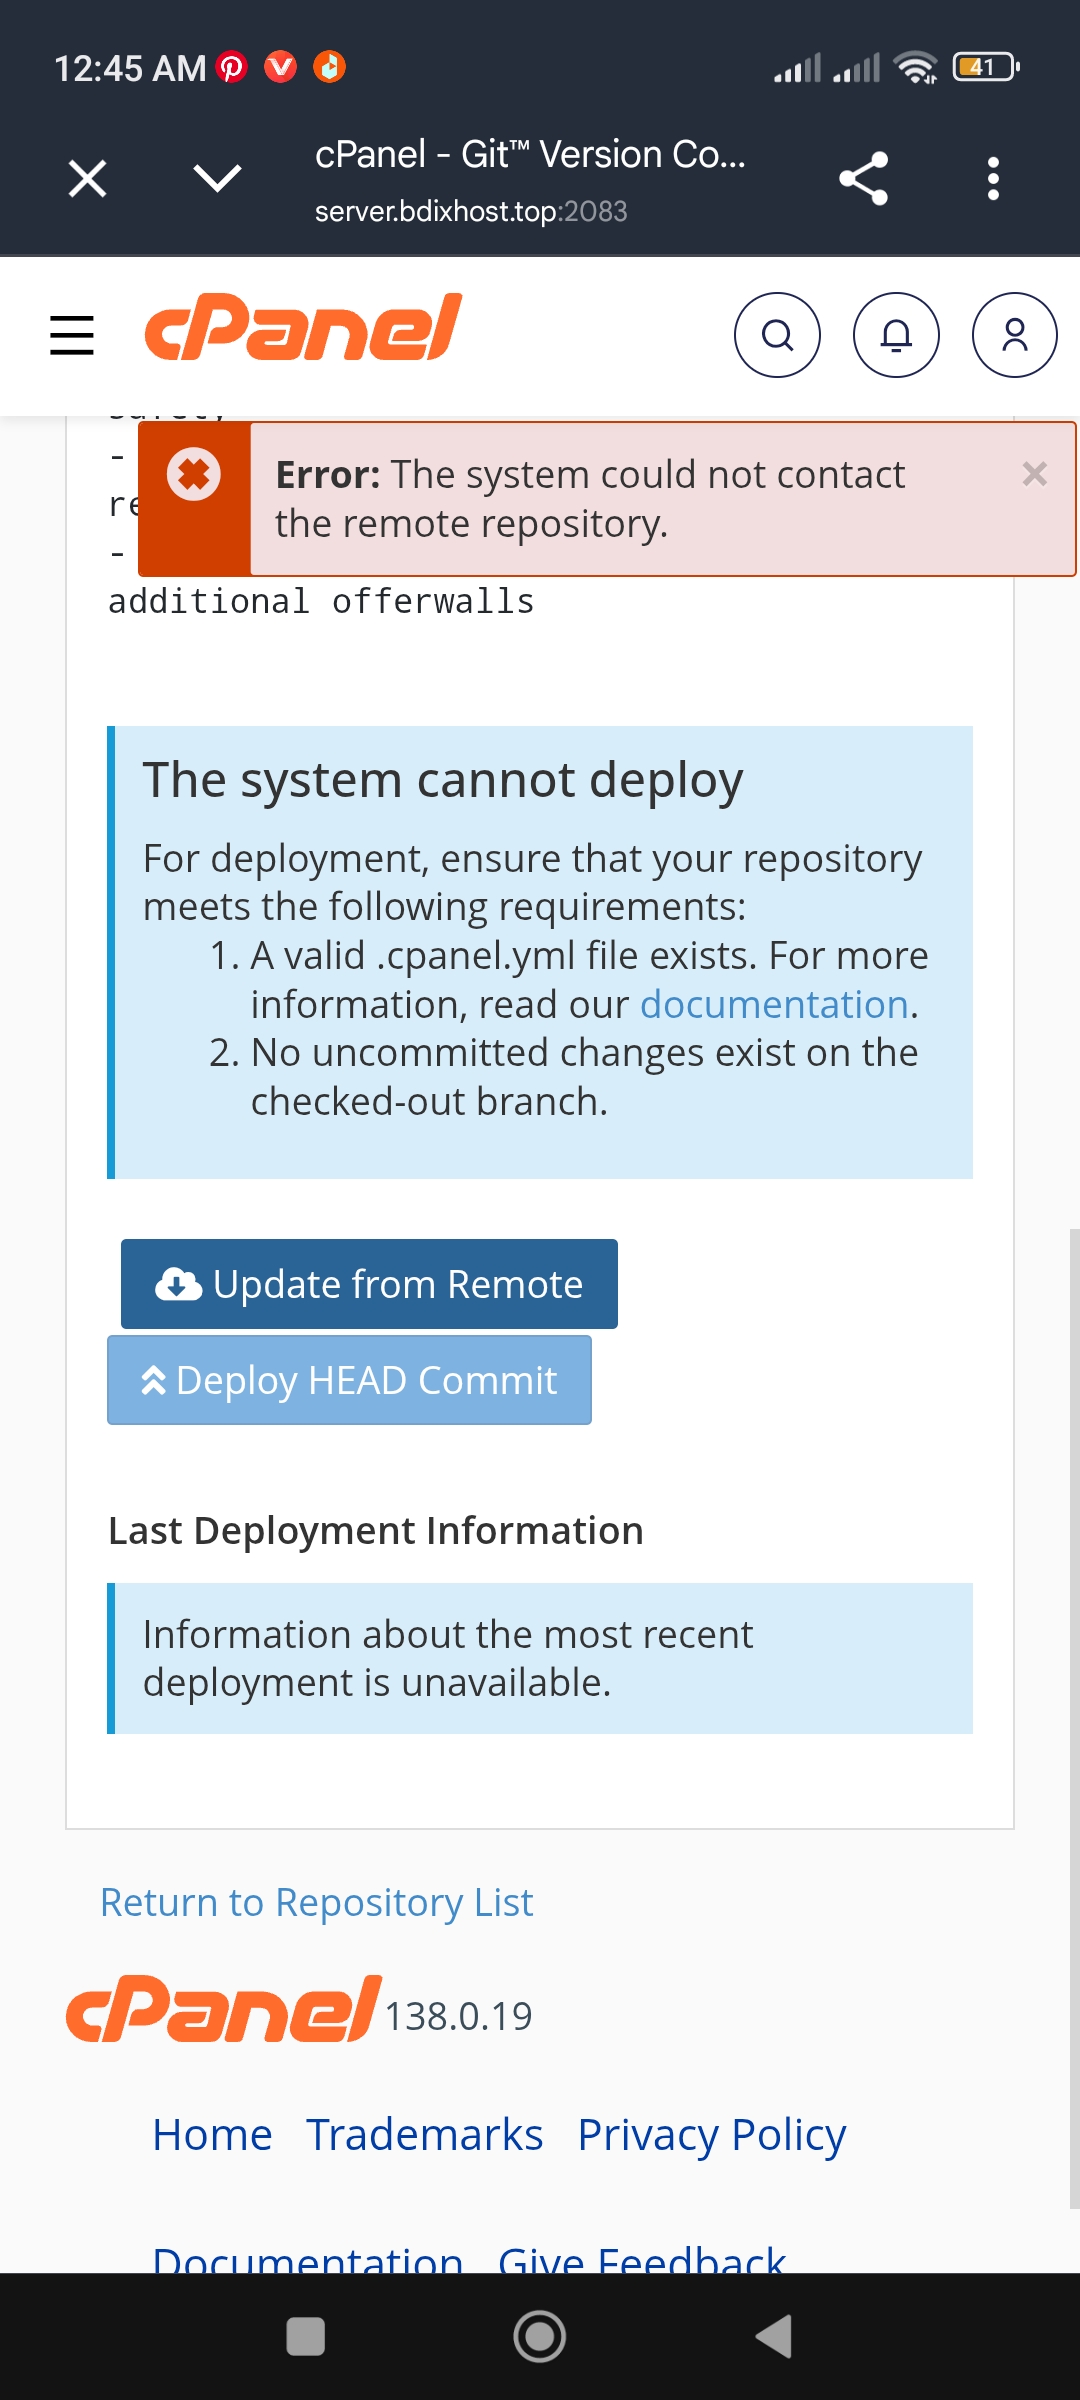 12:45 AM
41
cPanel - Git™ Version Co...
server.bdixhost.top:2083
cPanel
-
re
Error: The system could not contact
the remote repository.
-
additional offerwalls
The system cannot deploy
For deployment, ensure that your repository
meets the following requirements:
1. A valid .cpanel.yml file exists. For more
information, read our documentation.
2. No uncommitted changes exist on the
checked-out branch.
Update from Remote
Deploy HEAD Commit
Last Deployment Information
Information about the most recent
deployment is unavailable.
Return to Repository List
cPanel 138.0.19
Home Trademarks Privacy Policy
Documentation Give Feedback